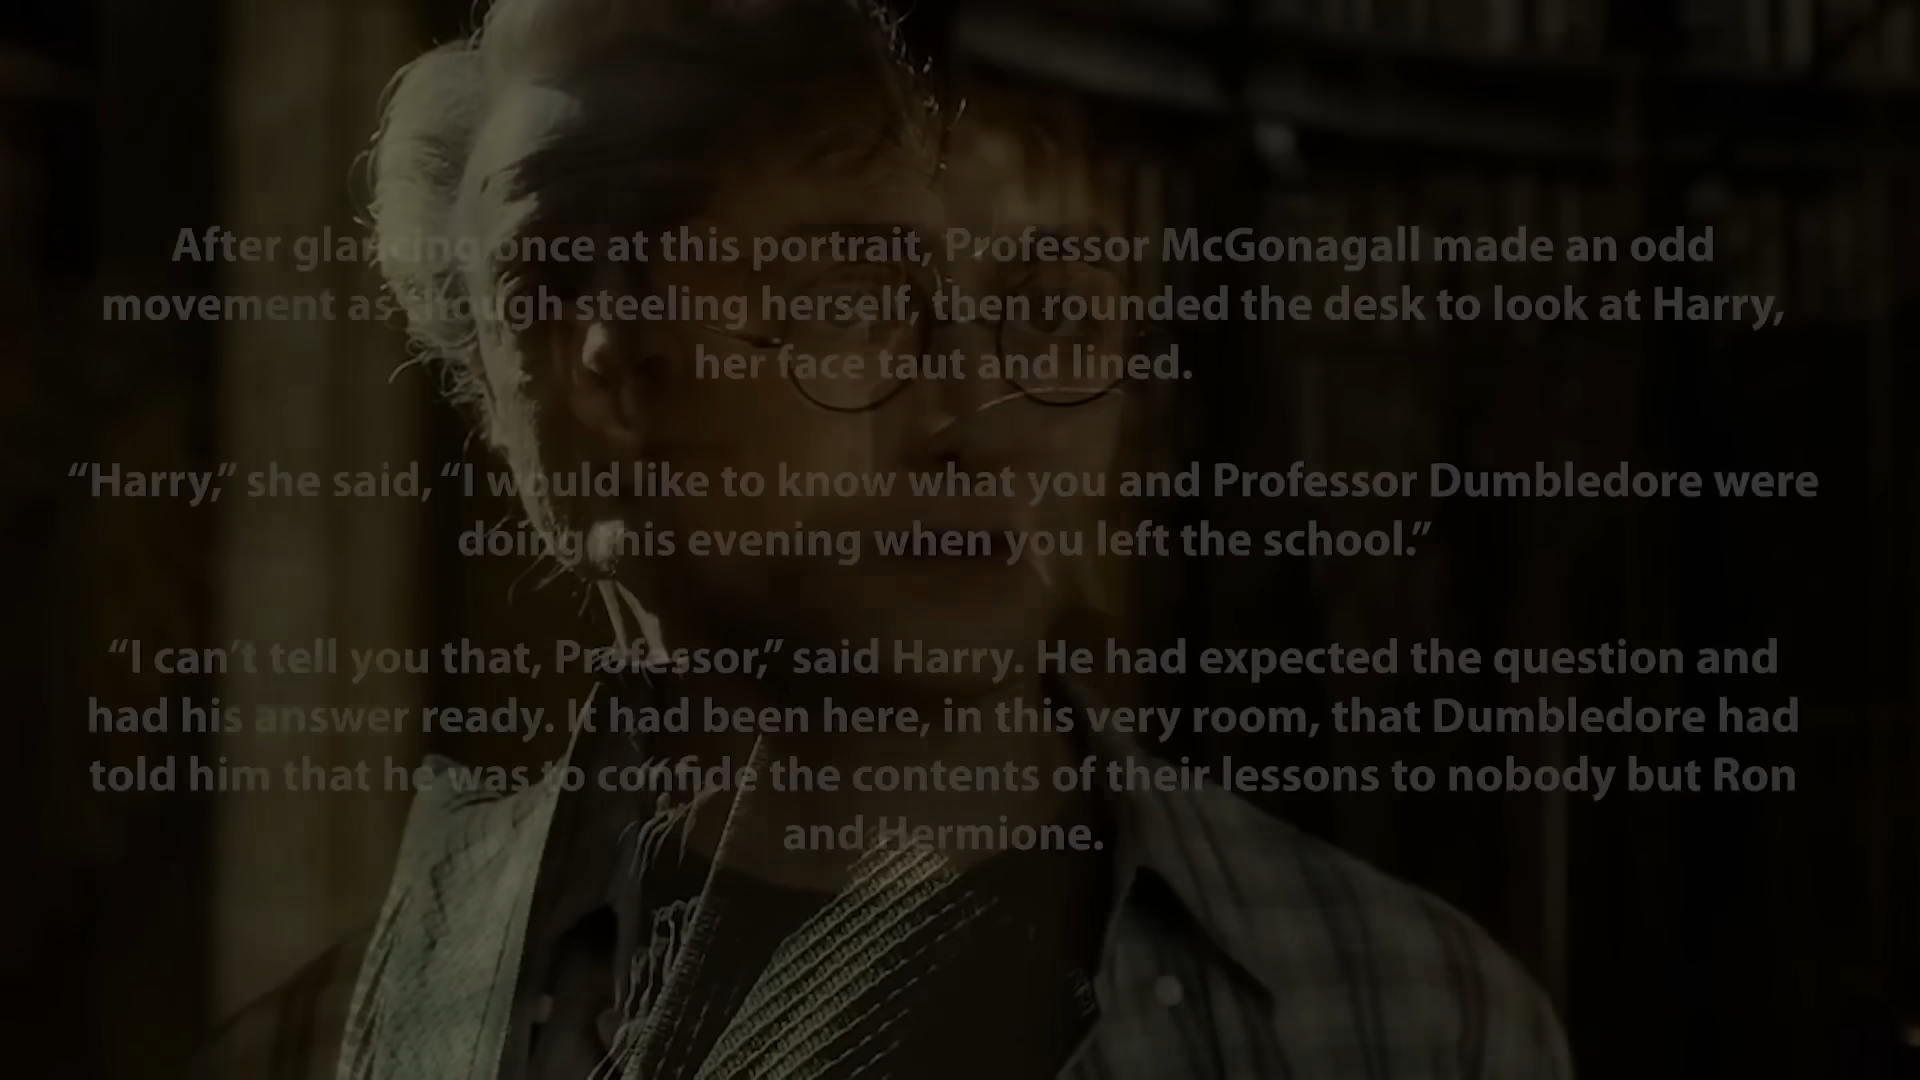 After glancing once at this portrait, Professor McGonagall made an odd
movement as though steeling herself, then rounded the desk to look at Harry,
her face taut and lined.
“Harry,” she said, “I would like to know what you and Professor Dumbledore were
doing this evening when you left the school.”
“I can’t tell you that, Professor,” said Harry. He had expected the question and
had his answer ready. It had been here, in this very room, that Dumbledore had
told him that he was to confide the contents of their lessons to nobody but Ron
and Hermione.